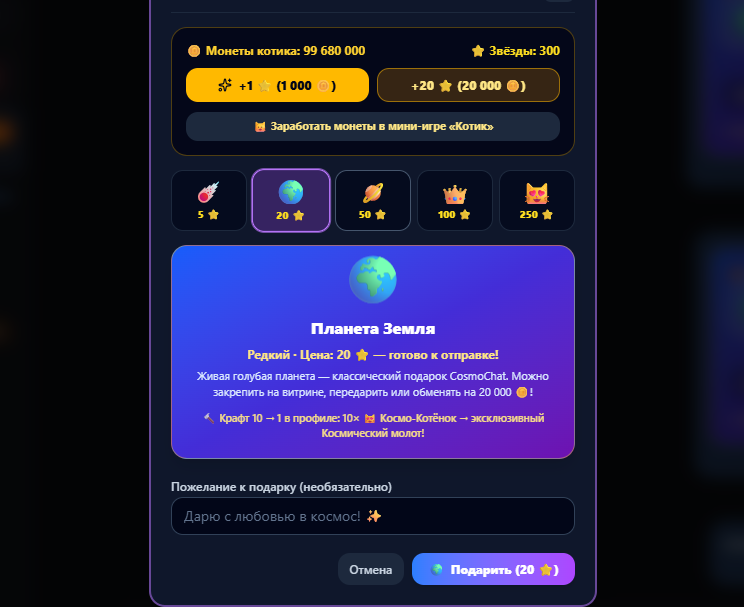 Монеты котика: 99 680 000
Звёзды: 300
+1 ⭐ (1 000 🪙)
+20 ⭐ (20 000 🪙)
😻 Заработать монеты в мини-игре «Котик»
5 ⭐
20 ⭐
50 ⭐
100 ⭐
250 ⭐
Планета Земля
Редкий · Цена: 20 ⭐ — готово к отправке!
Живая голубая планета — классический подарок CosmoChat. Можно
закрепить на витрине, передарить или обменять на 20 000 🪙!
🔨 Крафт 10 → 1 в профиле: 10× 😻 Космо-Котёнок → эксклюзивный
Космический молот!
Пожелание к подарку (необязательно)
Дарю с любовью в космос! ✨
Отмена
🌍 Подарить (20 ⭐)